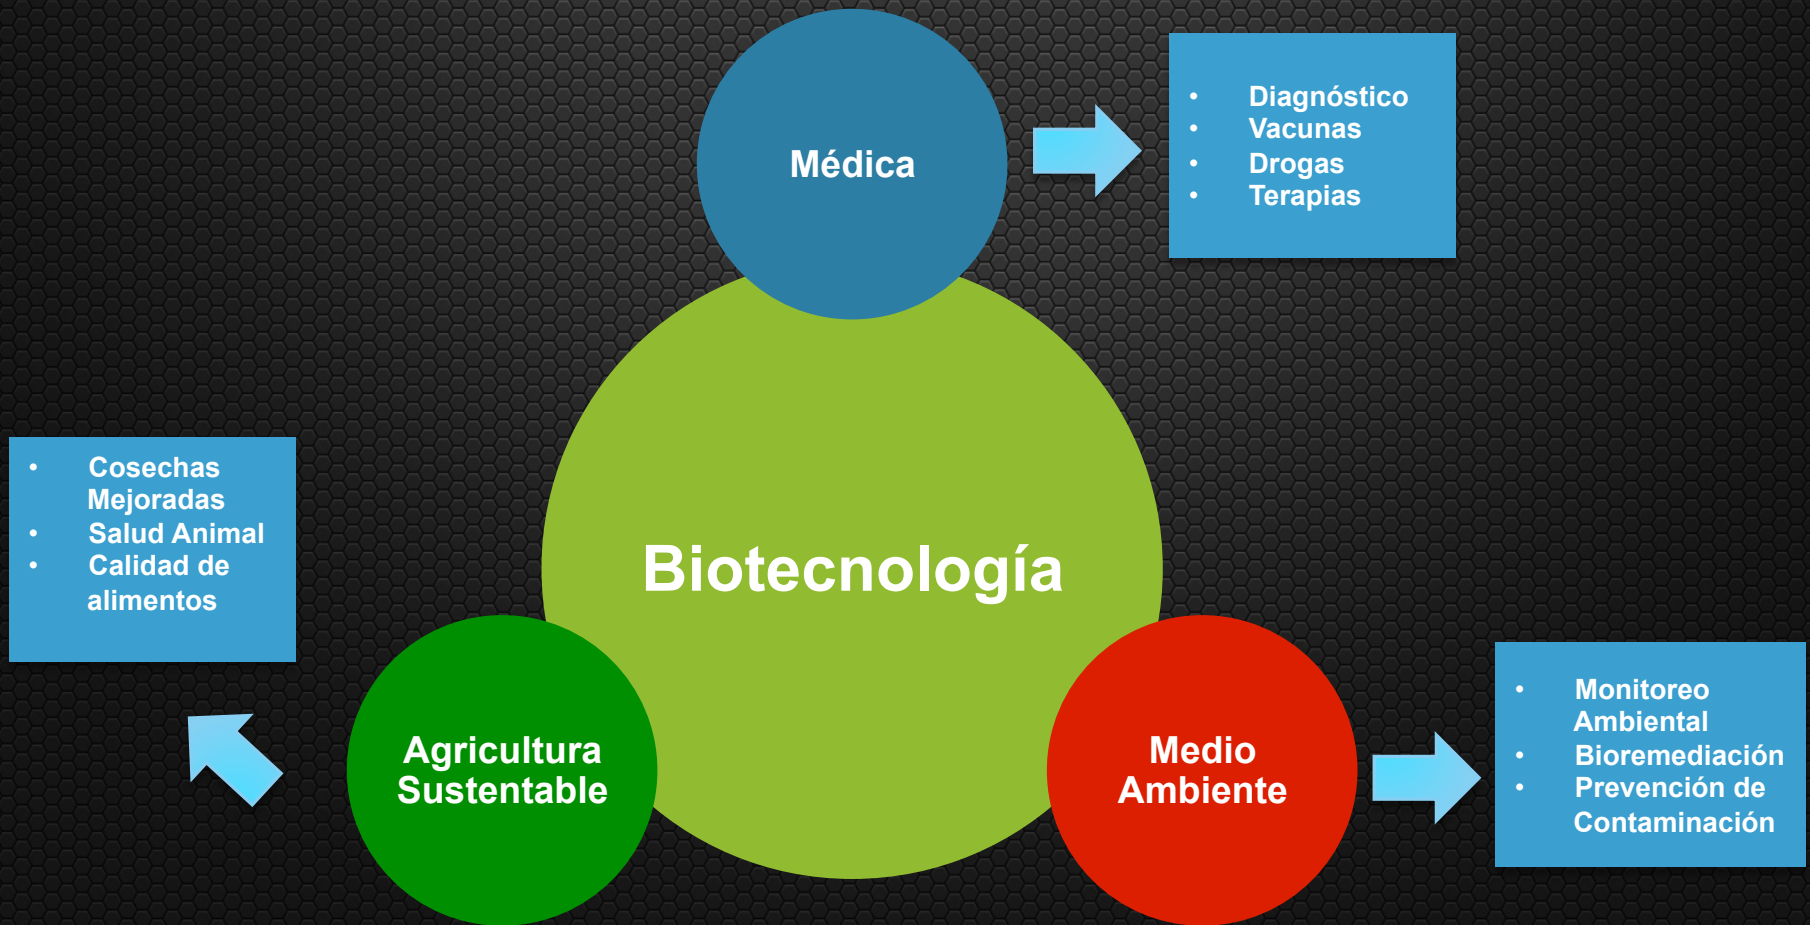 Médica
• Diagnóstico
• Vacunas
• Drogas
• Terapias
• Cosechas
Mejoradas
• Salud Animal
• Calidad de
alimentos
Biotecnología
Agricultura
Sustentable
Medio
Ambiente
• Monitoreo
Ambiental
• Bioremediación
• Prevención de
Contaminación